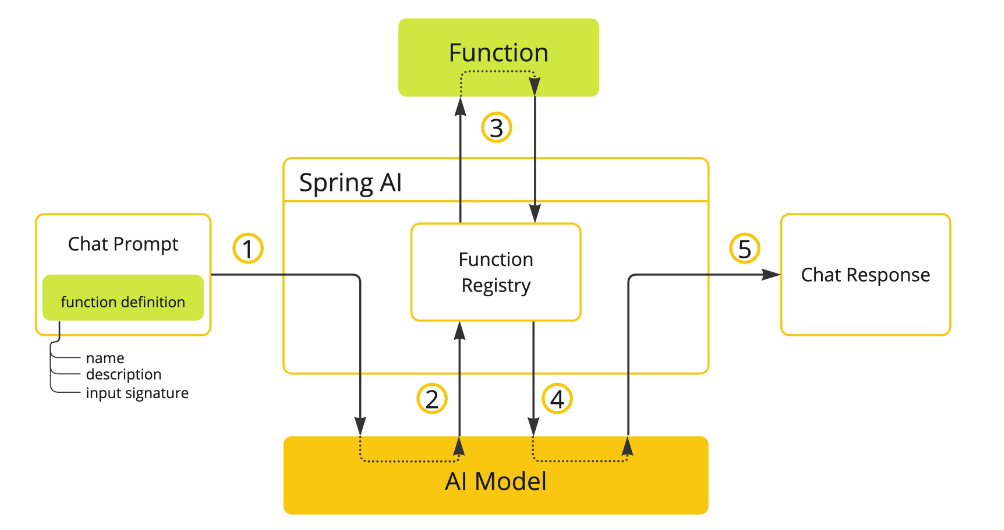 Function
3
Spring AI
Chat Prompt
function definition
name
description
input signature
1
Function
Registry
5
Chat Response
2
4
AI Model